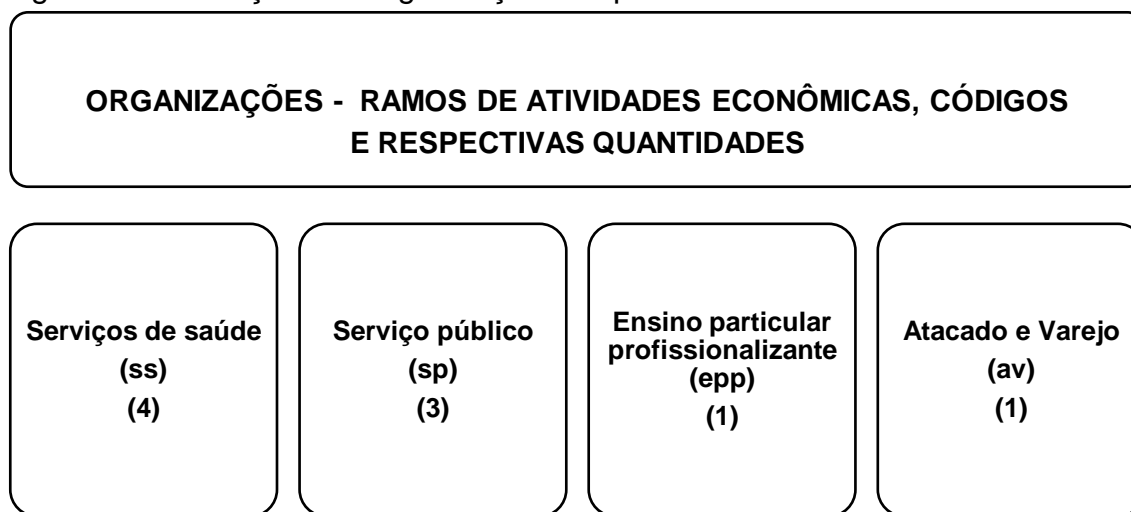 ORGANIZAÇÕES - RAMOS DE ATIVIDADES ECONÔMICAS, CÓDIGOS
E RESPECTIVAS QUANTIDADES
Serviços de saúde
(ss)
(4)
Serviço público
(sp)
(3)
Ensino particular
profissionalizante
(epp)
(1)
Atacado e Varejo
(av)
(1)